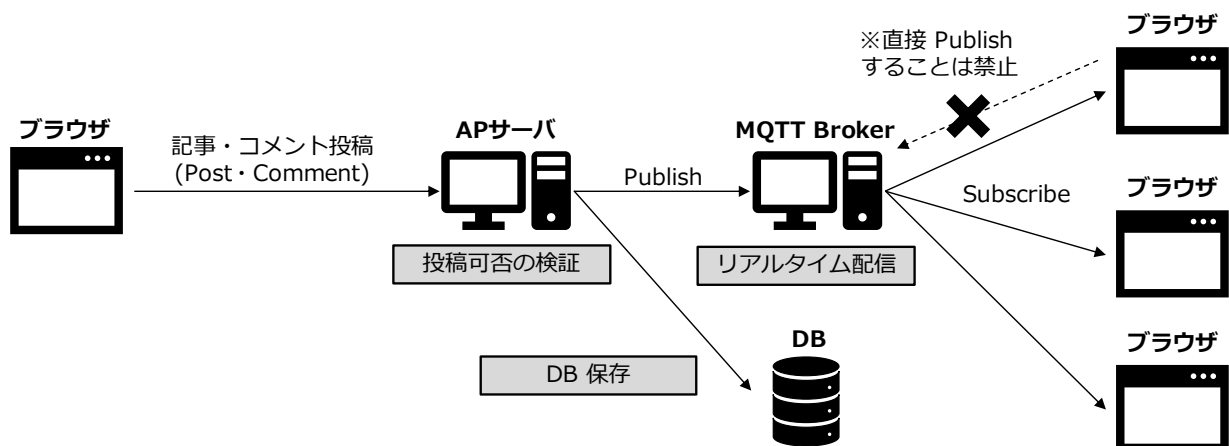 ブラウザ
※直接 Publish
することは禁止
ブラウザ
記事・コメント投稿
(Post・Comment)
APサーバ
MQTT Broker
Publish
Subscribe
ブラウザ
投稿可否の検証
リアルタイム配信
DB
ブラウザ
DB 保存